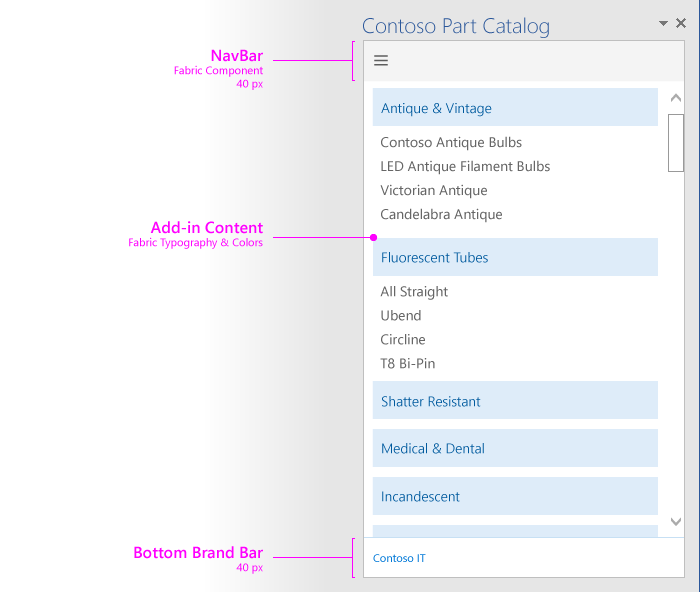 Contoso Part Catalog
NavBar
Fabric Component
40 px
Antique & Vintage
Contoso Antique Bulbs
LED Antique Filament Bulbs
Victorian Antique
Candelabra Antique
Add-in Content
Fabric Typography & Colors
Fluorescent Tubes
All Straight
Ubend
Circline
T8 Bi-Pin
Shatter Resistant
Medical & Dental
Incandescent
Bottom Brand Bar
40 px
Contoso IT